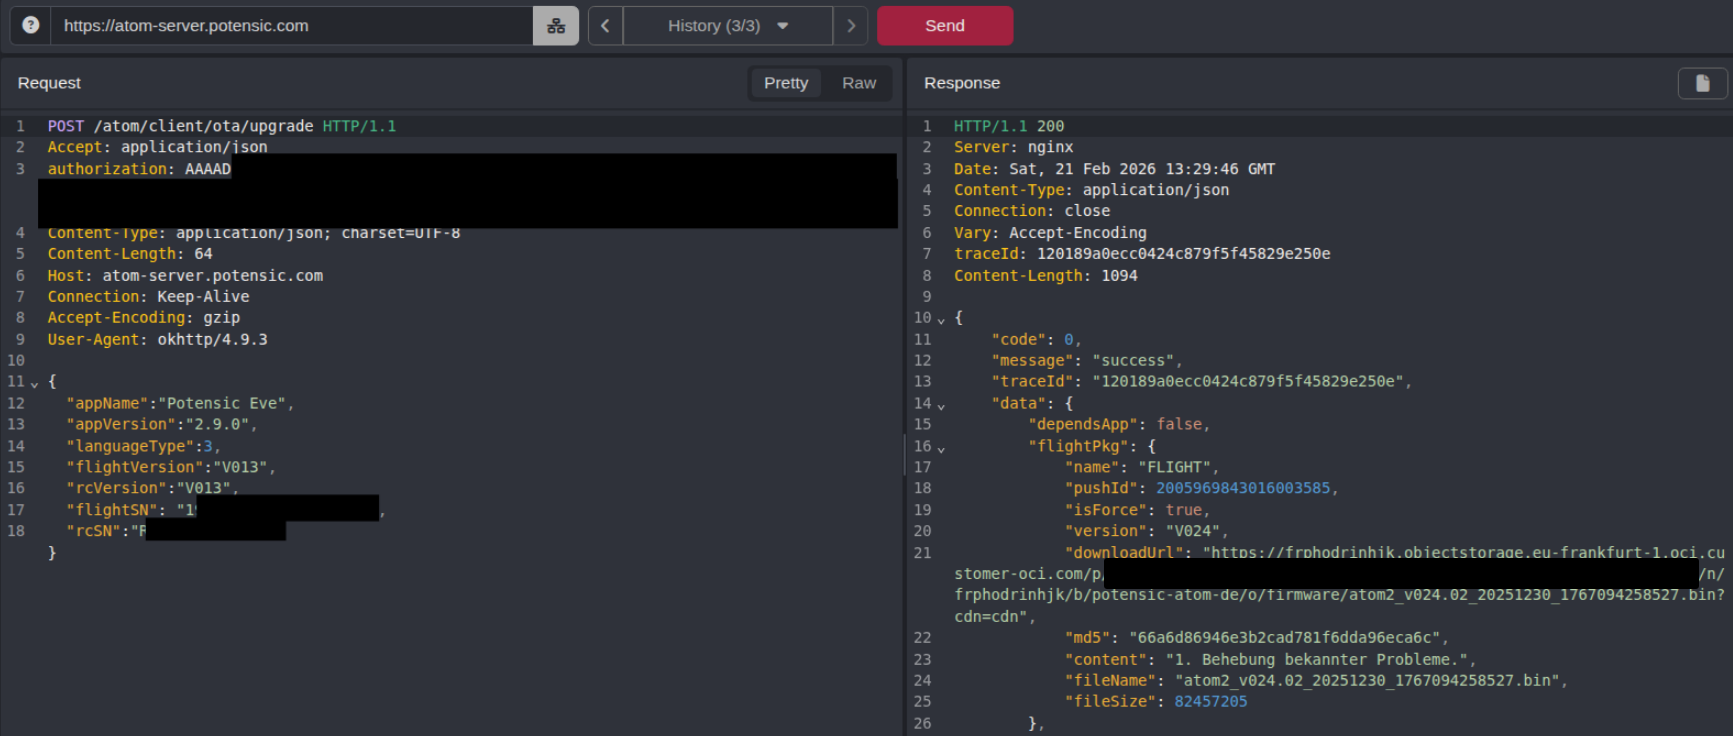 https://atom-server.potensic.com
History (3/3)
Send
Request
Pretty
Raw
1 POST /atom/client/ota/upgrade HTTP/1.1
2 Accept: application/json
3 authorization: AAAAD
4 Content-Type: application/json; charset=UTF-8
5 Content-Length: 64
6 Host: atom-server.potensic.com
7 Connection: Keep-Alive
8 Accept-Encoding: gzip
9 User-Agent: okhttp/4.9.3
10
11 {
12 "appName":"Potensic Eve",
13 "appVersion":"2.9.0",
14 "languageType":3,
15 "flightVersion":"V013",
16 "rcVersion":"V013",
17 "flightSN": "1 ,
18 "rcSN":"R
}
Response
1 HTTP/1.1 200
2 Server: nginx
3 Date: Sat, 21 Feb 2026 13:29:46 GMT
4 Content-Type: application/json
5 Connection: close
6 Vary: Accept-Encoding
7 traceId: 120189a0ecc0424c879f5f45829e250e
8 Content-Length: 1094
9
10 {
11 "code": 0,
12 "message": "success",
13 "traceId": "120189a0ecc0424c879f5f45829e250e",
14 "data": {
15 "dependsApp": false,
16 "flightPkg": {
17 "name": "FLIGHT",
18 "pushId": 2005969843016003585,
19 "isForce": true,
20 "version": "V024",
21 "downloadUrl": "https://frphodrinhjk.objectstorage.eu-frankfurt-1.oci.cu
stomer-oci.com/p/ /n/
frphodrinhjk/b/potensic-atom-de/o/firmware/atom2_v024.02_20251230_1767094258527.bin?
cdn=cdn",
22 "md5": "66a6d86946e3b2cad781f6dda96eca6c",
23 "content": "1. Behebung bekannter Probleme.",
24 "fileName": "atom2_v024.02_20251230_1767094258527.bin",
25 "fileSize": 82457205
26 },